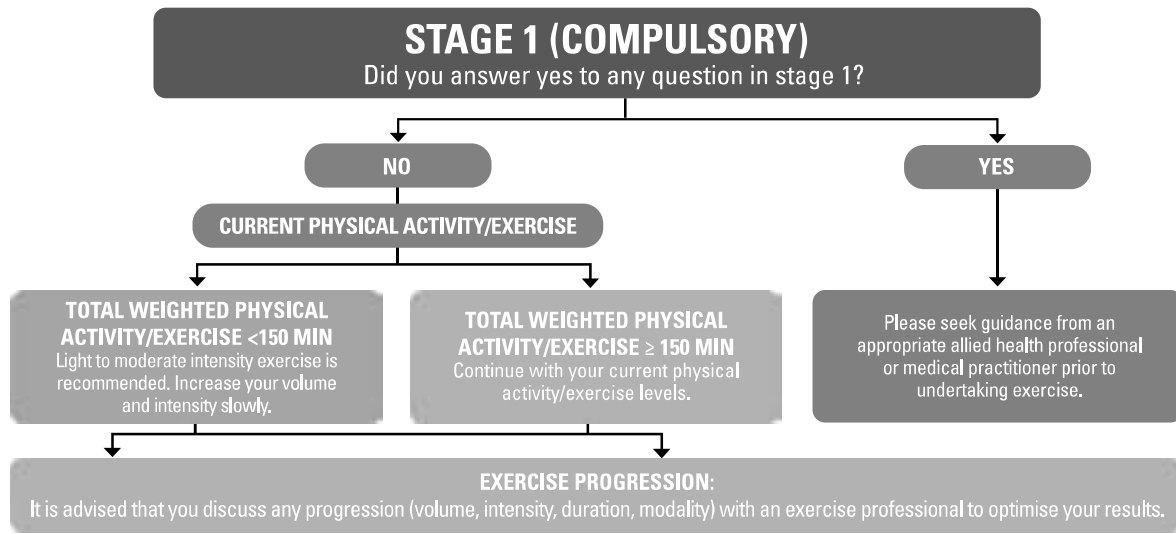 STAGE 1 (COMPULSORY)
Did you answer yes to any question in stage 1?
NO
YES
CURRENT PHYSICAL ACTIVITY/EXERCISE
TOTAL WEIGHTED PHYSICAL
ACTIVITY/EXERCISE <150 MIN
Light to moderate intensity exercise is
recommended. Increase your volume
and intensity slowly.
TOTAL WEIGHTED PHYSICAL
ACTIVITY/EXERCISE ≥ 150 MIN
Continue with your current physical
activity/exercise levels.
Please seek guidance from an
appropriate allied health professional
or medical practitioner prior to
undertaking exercise.
EXERCISE PROGRESSION:
It is advised that you discuss any progression (volume, intensity, duration, modality) with an exercise professional to optimise your results.